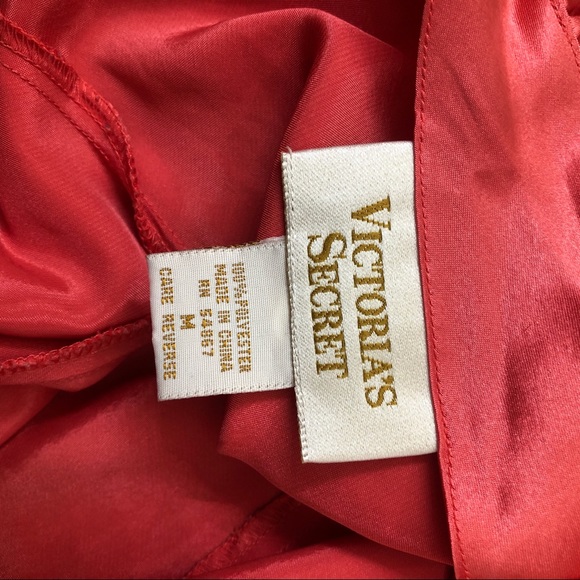 VICTORIA'S
SECRET
100% POLYESTER
MADE IN CHINA
RN 54867
M
CARE REVERSE